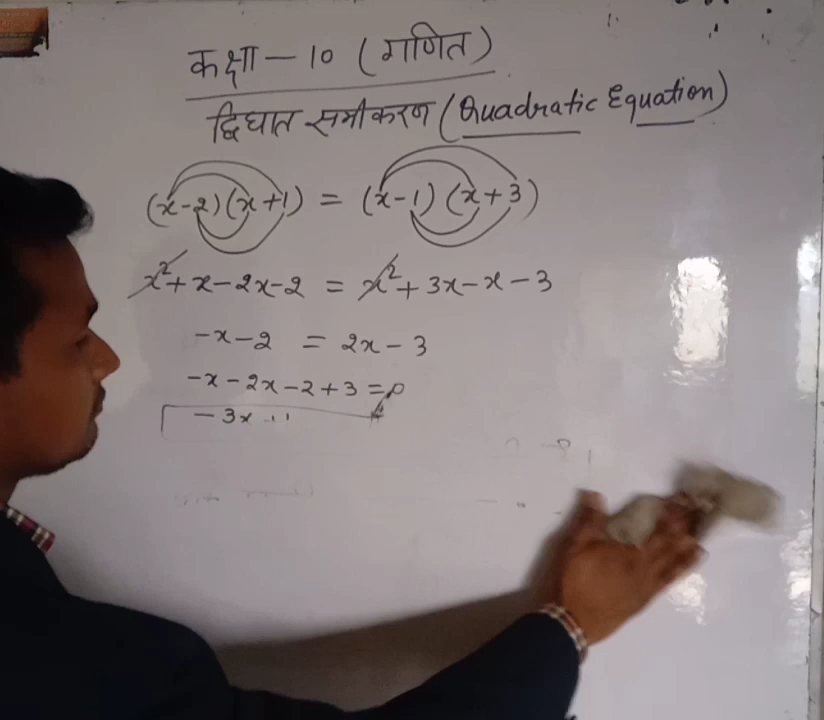 कक्षा - 10 (गणित)
द्विघात समीकरण (Quadratic Equation)
(x-2)(x+1) = (x-1)(x+3)
x²+x-2x-2 = x²+3x-x-3
-x-2 = 2x-3
-x-2x-2+3=0
-3x